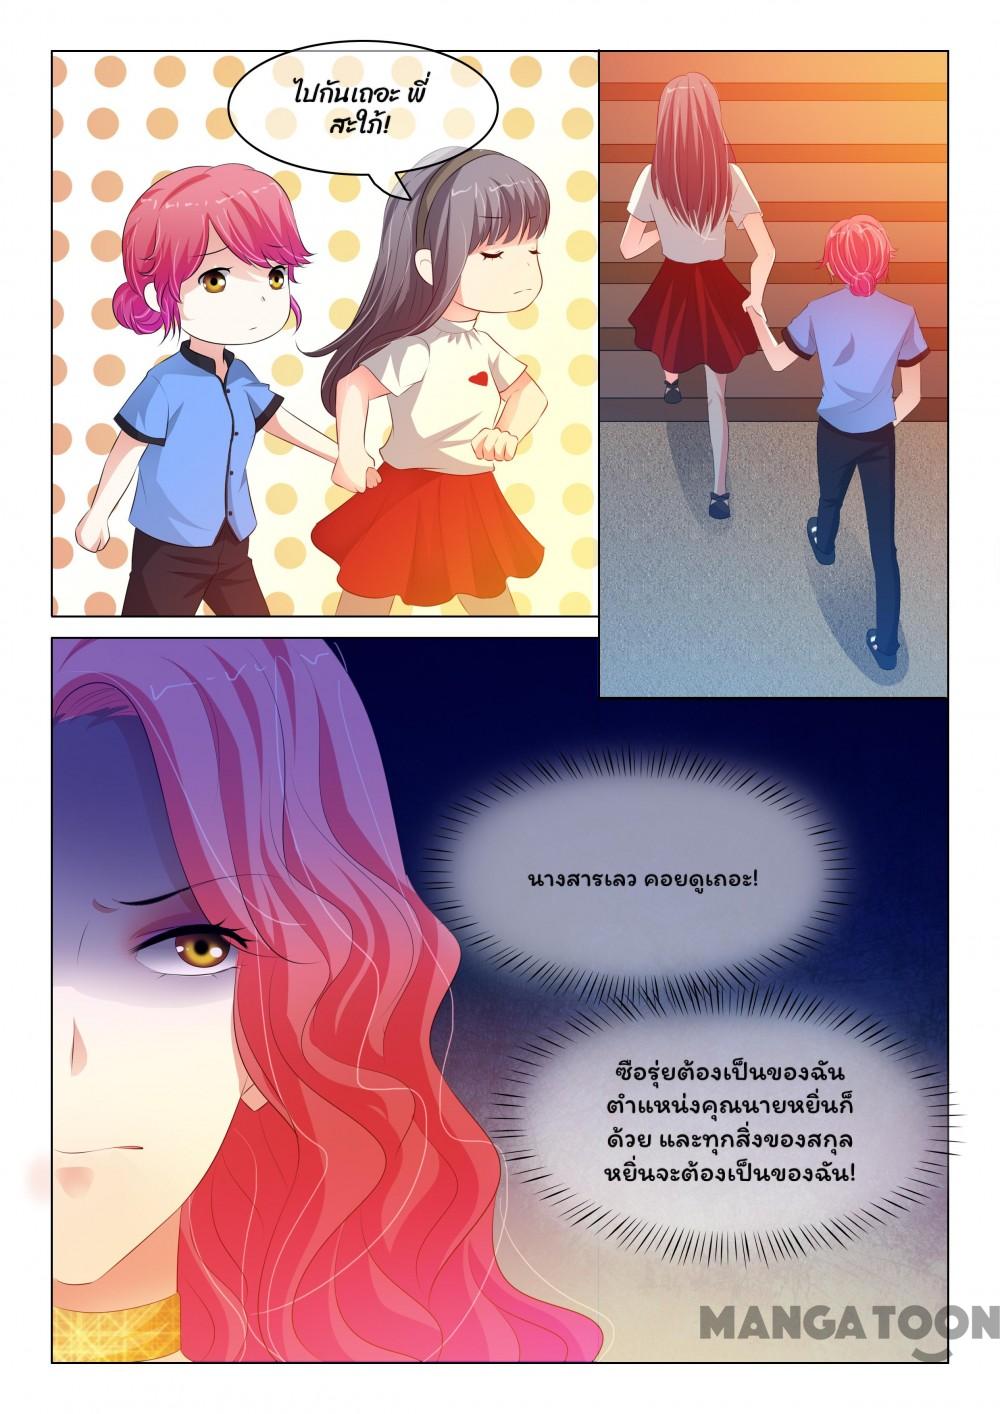 ไปกันเถอะ พี่
สะใภ้!
นางสารเลว คอยดูเถอะ!
ซือรุ่ยต้องเป็นของฉัน
ตำแหน่งคุณนายหยิ่นก็
ด้วย และทุกสิ่งของสกุล
หยิ่นจะต้องเป็นของฉัน!
MANGATOON